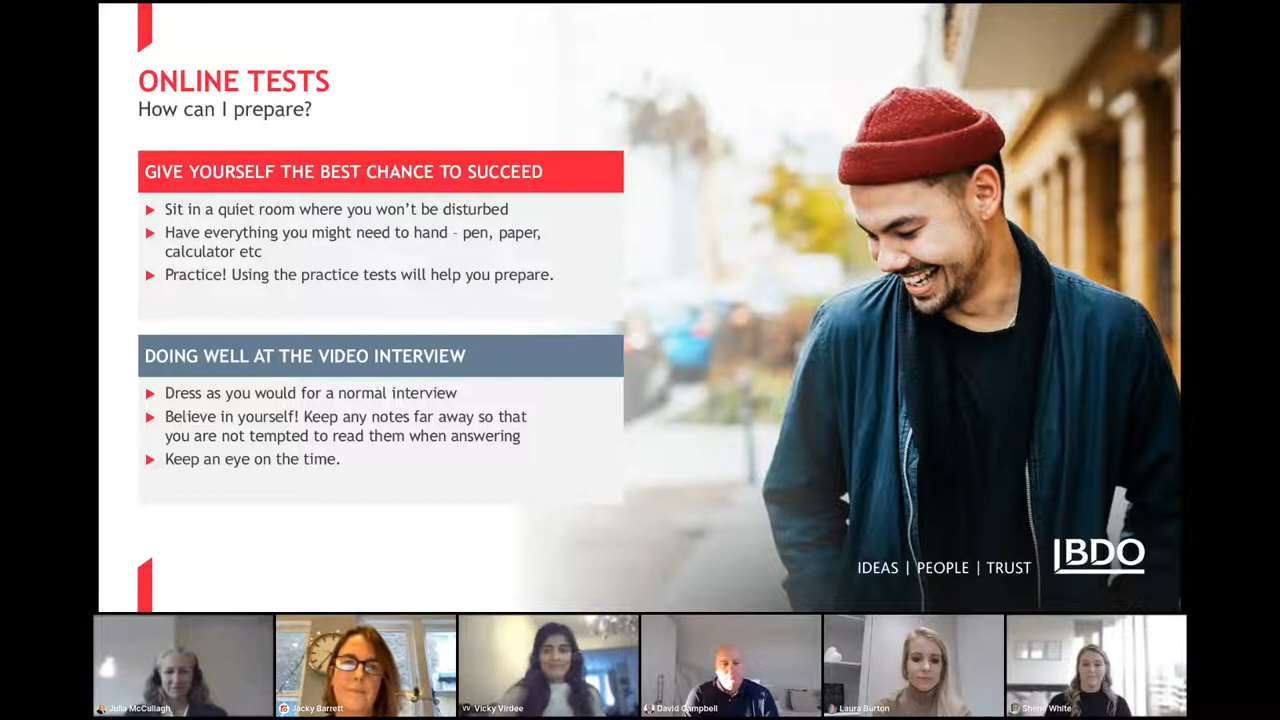 ONLINE TESTS
How can I prepare?
GIVE YOURSELF THE BEST CHANCE TO SUCCEED
Sit in a quiet room where you won't be disturbed
Have everything you might need to hand - pen, paper,
calculator etc
Practice! Using the practice tests will help you prepare.
DOING WELL AT THE VIDEO INTERVIEW
Dress as you would for a normal interview
Believe in yourself! Keep any notes far away so that
you are not tempted to read them when answering
Keep an eye on the time.
IDEAS | PEOPLE | TRUST
BDO
Julia McCullagh
Jacky Barrett
VV Vicky Virdee
David Campbell
Laura Burton
White